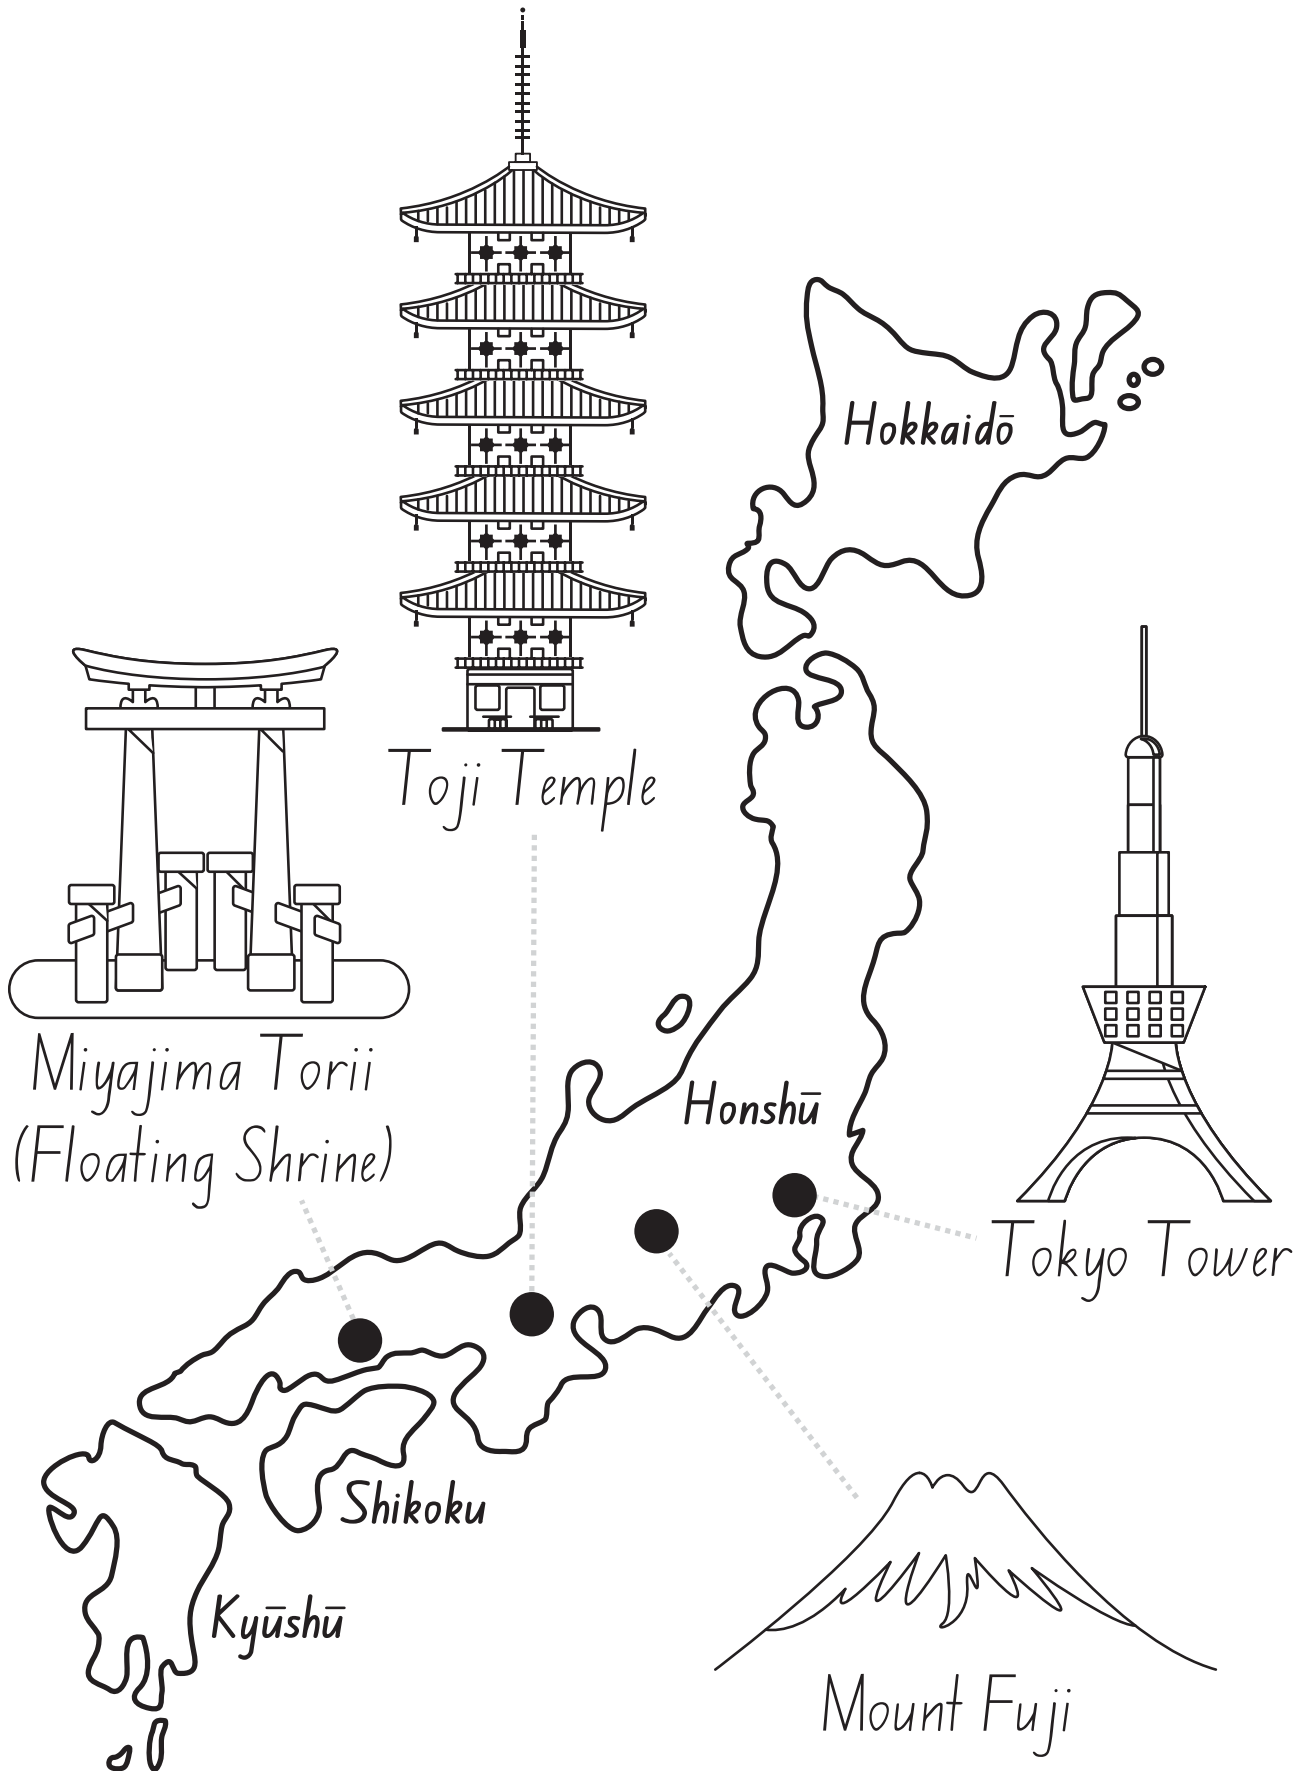 Hokkaidō
Toji Temple
Miyajima Torii
(Floating Shrine)
Honshū
Tokyo Tower
Shikoku
Kyūshū
Mount Fuji